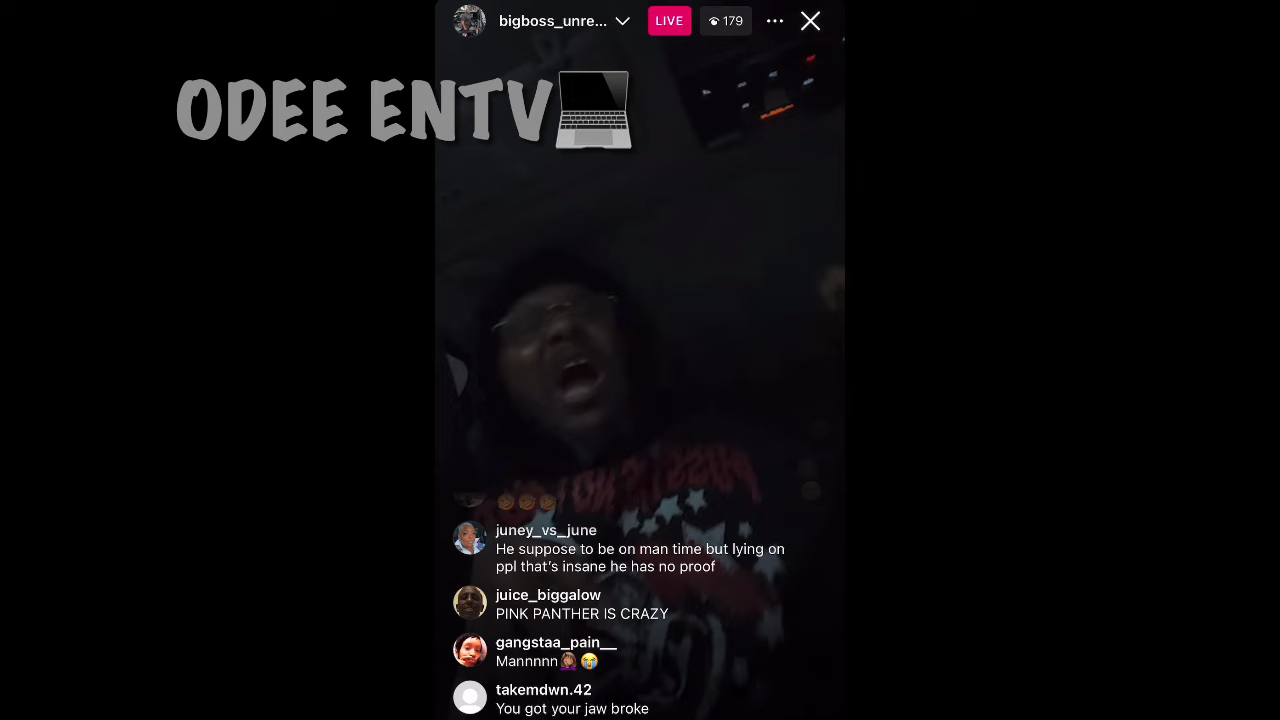 bigboss_unre...
LIVE
179
ODEE ENTV
juney_vs_june
He suppose to be on man time but lying on
ppl that's insane he has no proof
juice_biggalow
PINK PANTHER IS CRAZY
gangstaa_pain__
Mannnnn🤦🏽‍♀️😭
takemdwn.42
You got your jaw broke